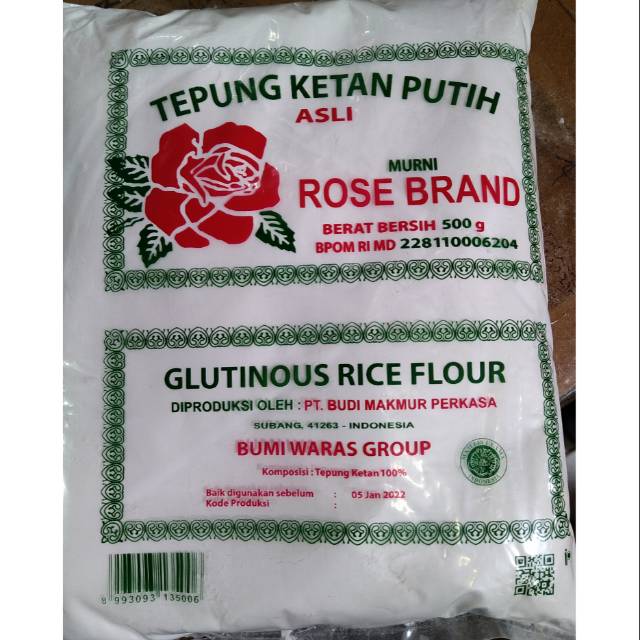 TEPUNG KETAN PUTIH
ASLI
MURNI
ROSE BRAND
BERAT BERSIH 500 g
BPOM RI MD 228110006204
GLUTINOUS RICE FLOUR
DIPRODUKSI OLEH : PT. BUDI MAKMUR PERKASA
SUBANG, 41263 - INDONESIA
BUMI WARAS GROUP
Komposisi : Tepung Ketan 100%
Baik digunakan sebelum : 05 Jan 2022
Kode Produksi :
8 993093 135006